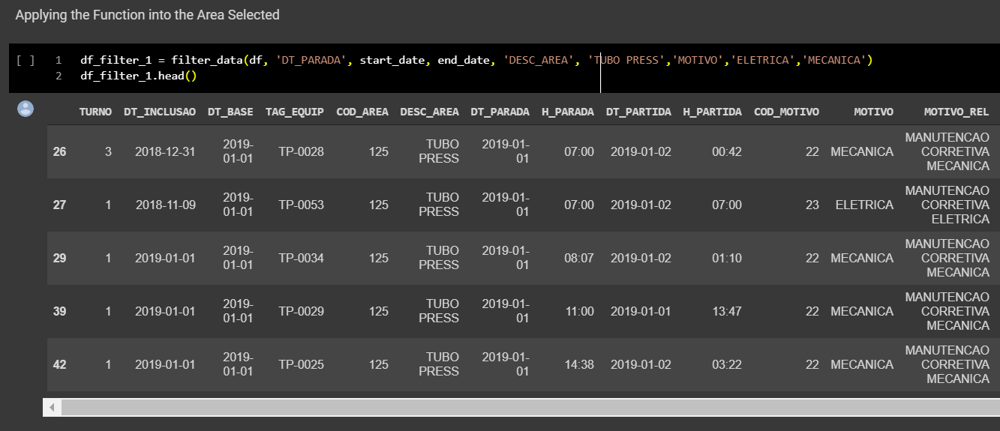 Applying the Function into the Area Selected
[ ] 1 df_filter_1 = filter_data(df, 'DT_PARADA', start_date, end_date, 'DESC_AREA', 'TUBO PRESS','MOTIVO','ELETRICA','MECANICA')
2 df_filter_1.head()
TURNO DT_INCLUSAO DT_BASE TAG_EQUIP COD_AREA DESC_AREA DT_PARADA H_PARADA DT_PARTIDA H_PARTIDA COD_MOTIVO MOTIVO MOTIVO_REL
MANUTENCAO
2019- TUBO 2019-01-
26 3 2018-12-31 TP-0028 125 07:00 2019-01-02 00:42 22 MECANICA CORRETIVA
01-01 PRESS 01
MECANICA
MANUTENCAO
2019- TUBO 2019-01-
27 1 2018-11-09 TP-0053 125 07:00 2019-01-02 07:00 23 ELETRICA CORRETIVA
01-01 PRESS 01
ELETRICA
MANUTENCAO
2019- TUBO 2019-01-
29 1 2019-01-01 TP-0034 125 08:07 2019-01-02 01:10 22 MECANICA CORRETIVA
01-01 PRESS 01
MECANICA
MANUTENCAO
2019- TUBO 2019-01-
39 1 2019-01-01 TP-0029 125 11:00 2019-01-01 13:47 22 MECANICA CORRETIVA
01-01 PRESS 01
MECANICA
MANUTENCAO
2019- TUBO 2019-01-
42 1 2019-01-01 TP-0025 125 14:38 2019-01-02 03:22 22 MECANICA CORRETIVA
01-01 PRESS 01
MECANICA